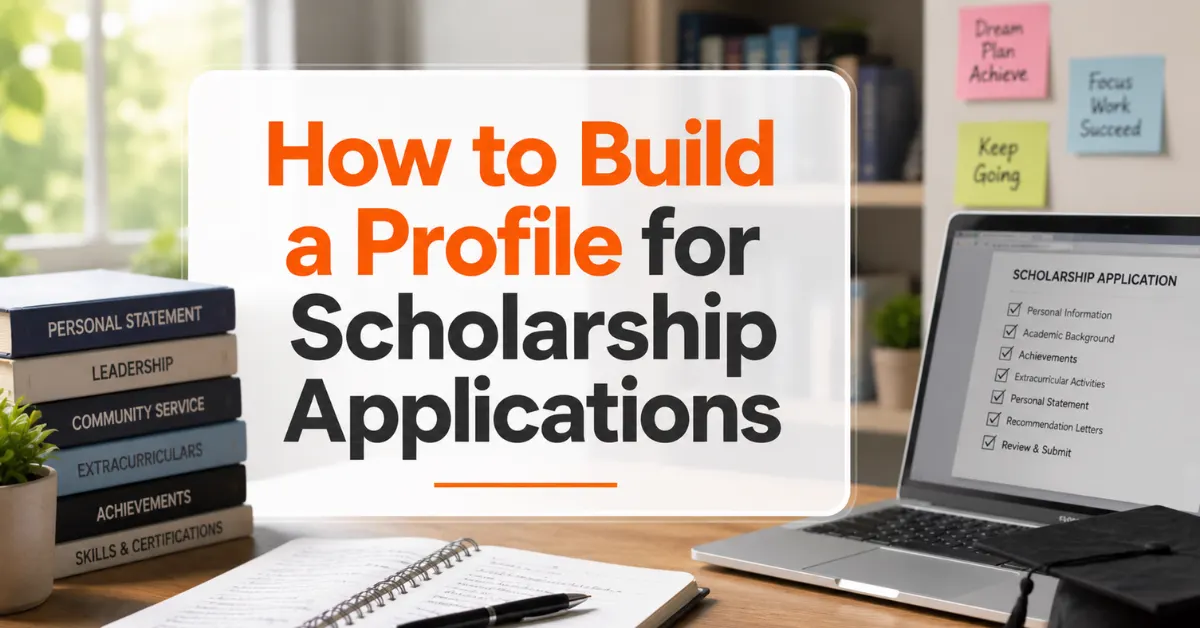 How to Build
a Profile for
Scholarship
Applications
PERSONAL STATEMENT
LEADERSHIP
COMMUNITY SERVICE
EXTRACURRICULARS
ACHIEVEMENTS
SKILLS & CERTIFICATIONS
Dream
Plan
Achieve
Focus
Work
Succeed
Keep
Going
SCHOLARSHIP APPLICATION
Personal Information
Academic Background
Achievements
Extracurricular Activities
Personal Statement
Recommendation Letters
Review & Submit